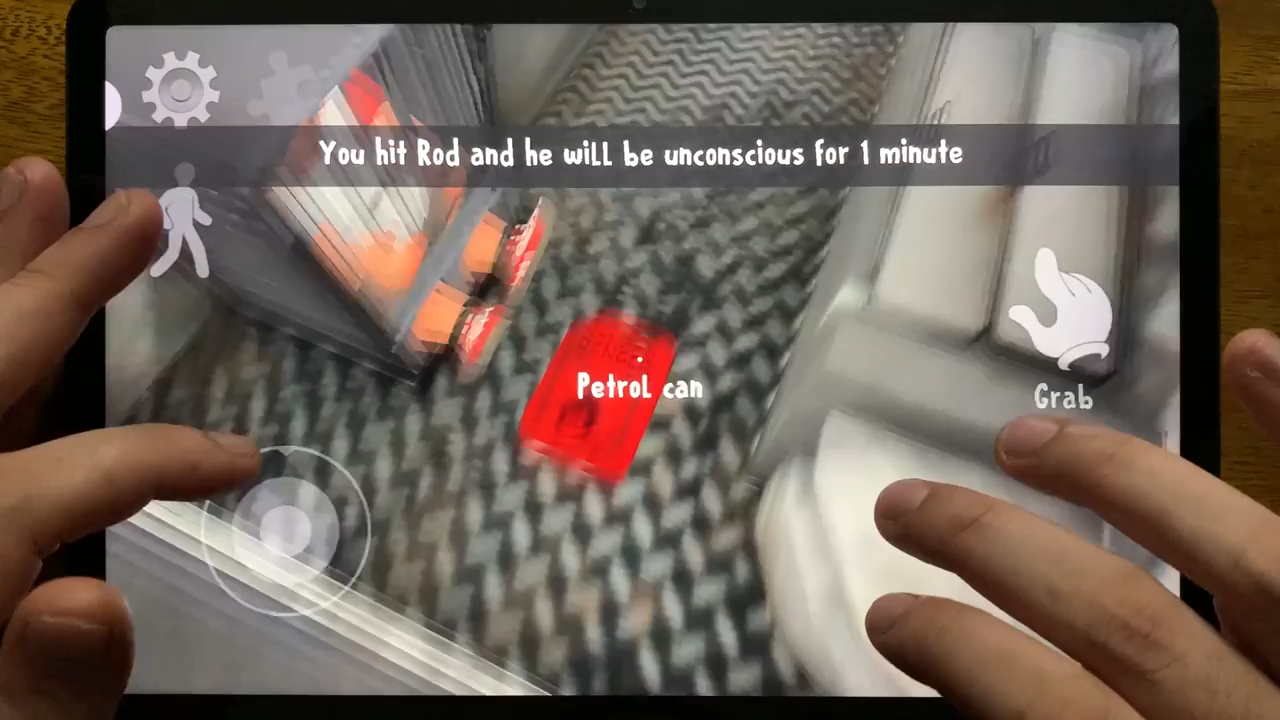 You hit Rod and he will be unconscious for 1 minute
Petrol can
Grab